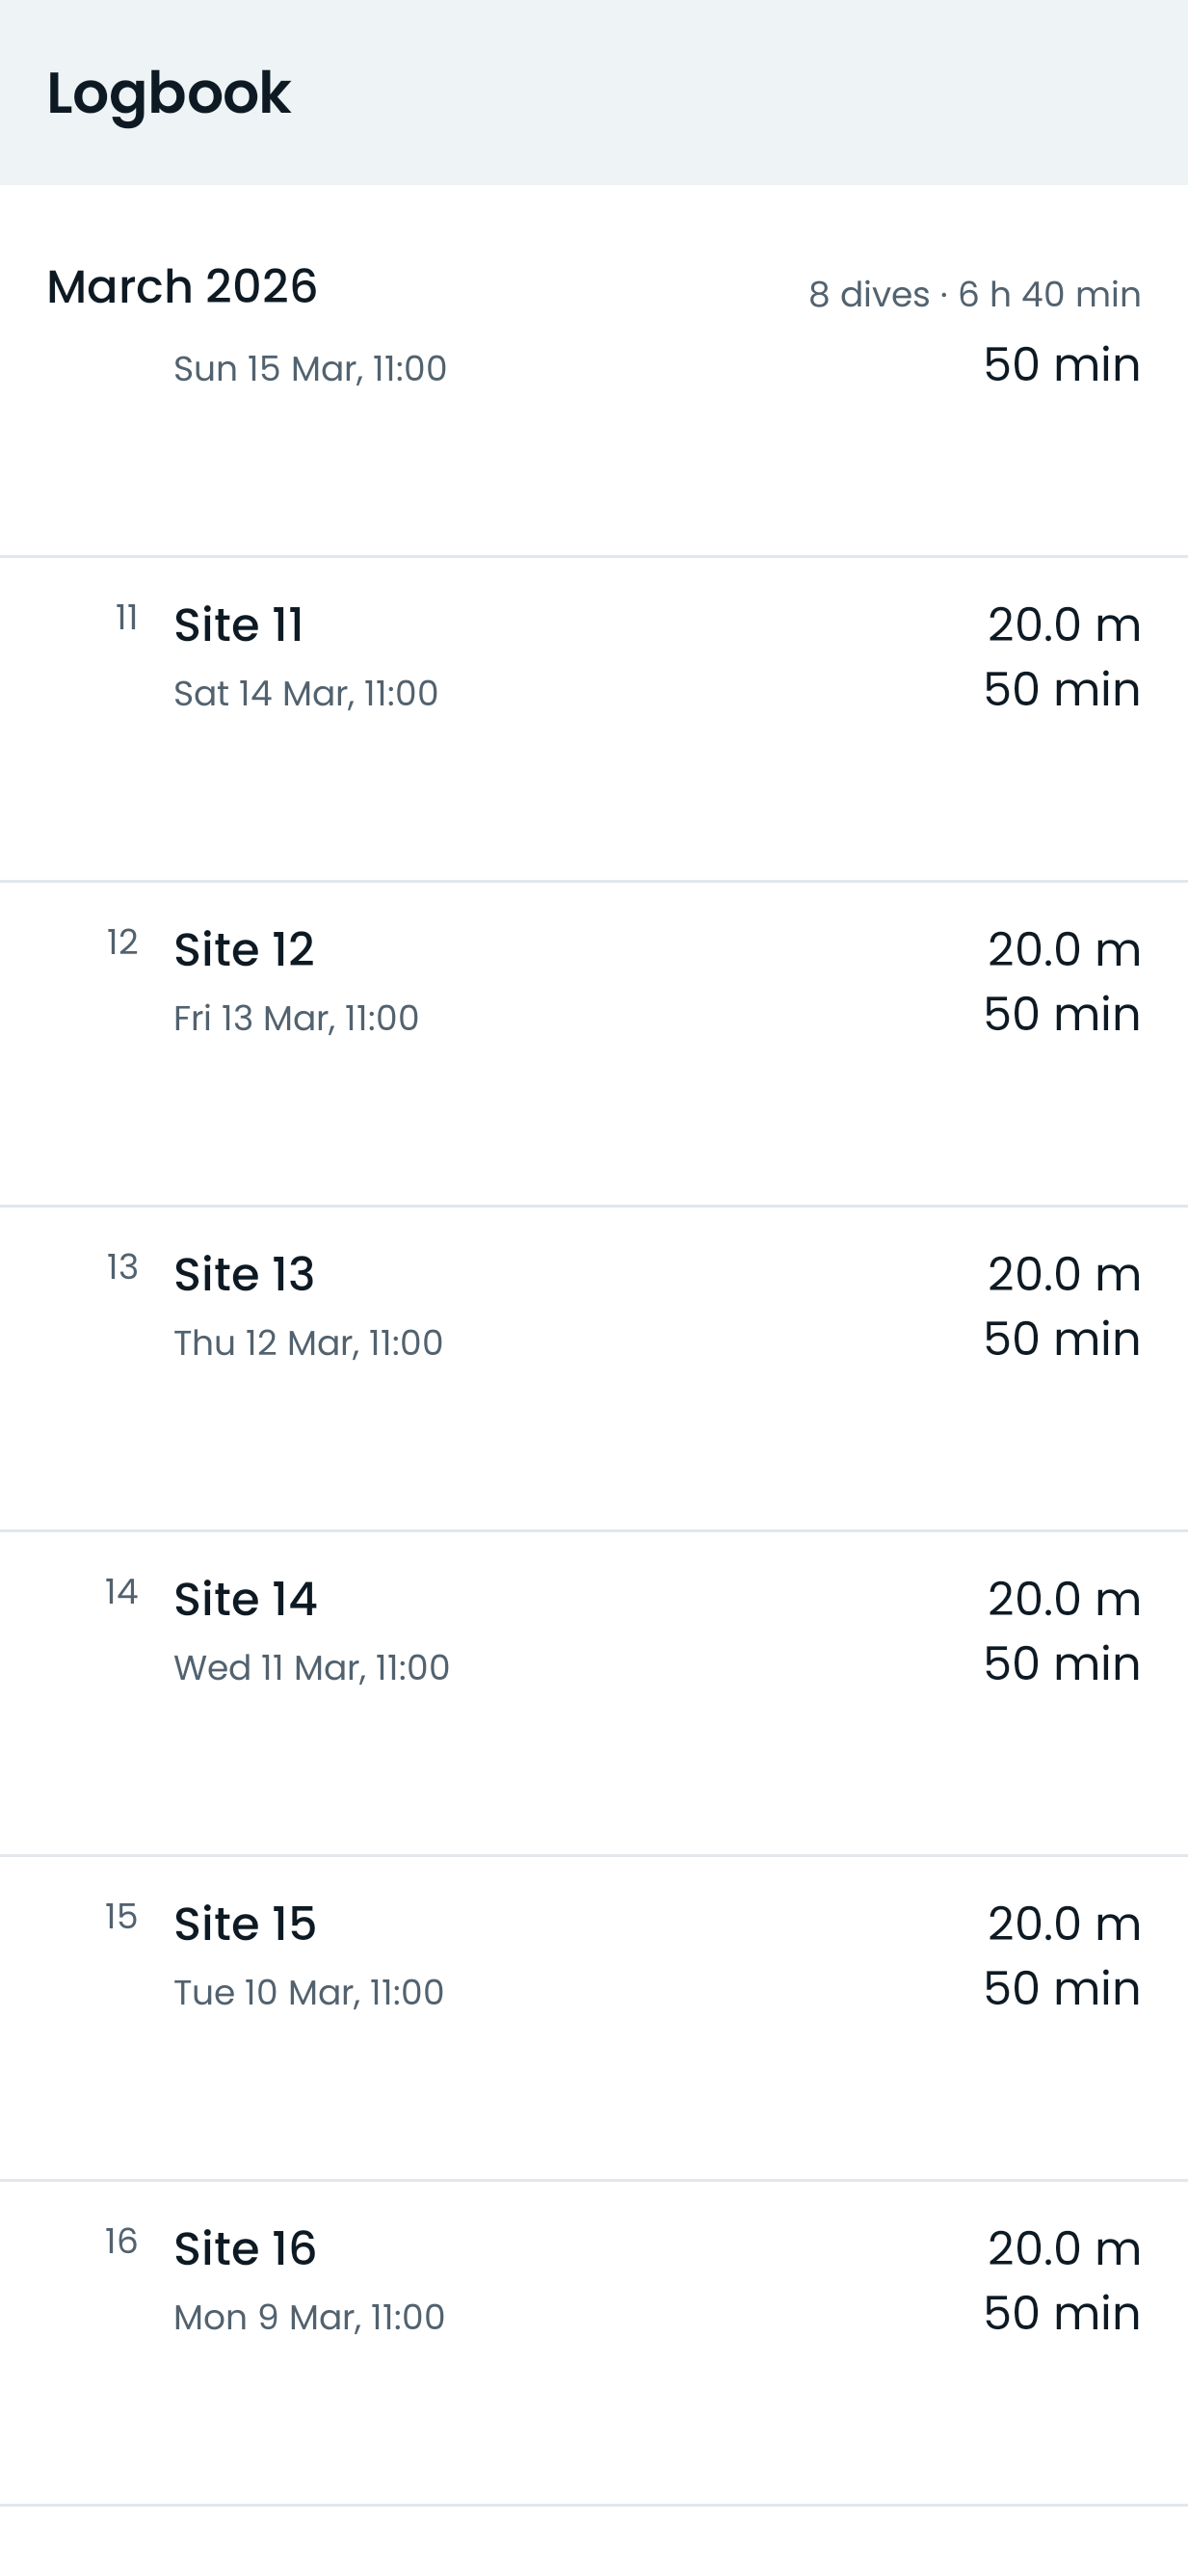 Logbook
March 2026 8 dives · 6 h 40 min
Sun 15 Mar, 11:00 50 min
11 Site 11 20.0 m
Sat 14 Mar, 11:00 50 min
12 Site 12 20.0 m
Fri 13 Mar, 11:00 50 min
13 Site 13 20.0 m
Thu 12 Mar, 11:00 50 min
14 Site 14 20.0 m
Wed 11 Mar, 11:00 50 min
15 Site 15 20.0 m
Tue 10 Mar, 11:00 50 min
16 Site 16 20.0 m
Mon 9 Mar, 11:00 50 min